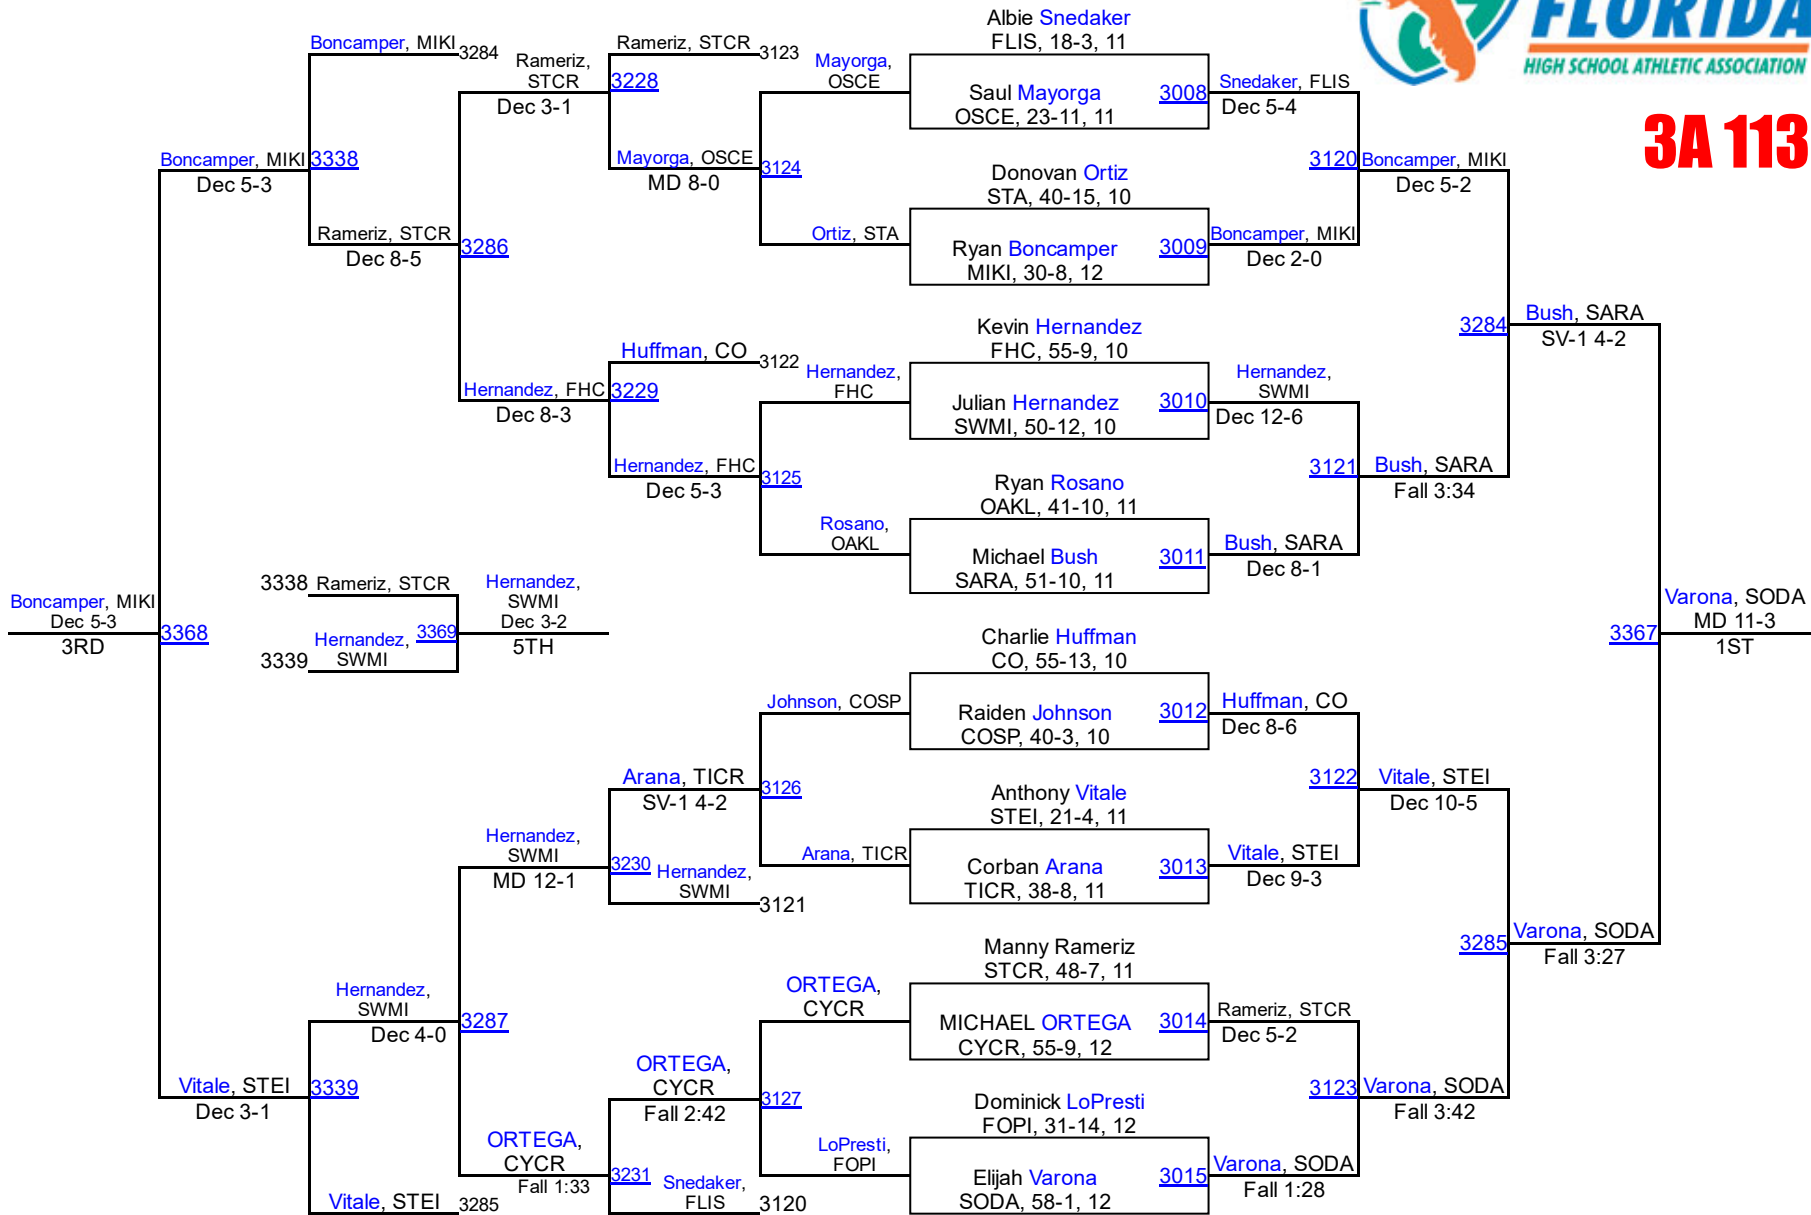 FLORIDA
HIGH SCHOOL ATHLETIC ASSOCIATION
3A 113
Albie Snedaker
FLIS, 18-3, 11
Saul Mayorga
OSCE, 23-11, 11
3008
Donovan Ortiz
STA, 40-15, 10
Ryan Boncamper
MIKI, 30-8, 12
3009
Kevin Hernandez
FHC, 55-9, 10
Julian Hernandez
SWMI, 50-12, 10
3010
Ryan Rosano
OAKL, 41-10, 11
Michael Bush
SARA, 51-10, 11
3011
Charlie Huffman
CO, 55-13, 10
Raiden Johnson
COSP, 40-3, 10
3012
Anthony Vitale
STEI, 21-4, 11
Corban Arana
TICR, 38-8, 11
3013
Manny Rameriz
STCR, 48-7, 11
MICHAEL ORTEGA
CYCR, 55-9, 12
3014
Dominick LoPresti
FOPI, 31-14, 12
Elijah Varona
SODA, 58-1, 12
3015
Snedaker, FLIS
Dec 5-4
Boncamper, MIKI
Dec 2-0
Hernandez,
SWMI
Dec 12-6
Bush, SARA
Dec 8-1
Huffman, CO
Dec 8-6
Vitale, STEI
Dec 9-3
Rameriz, STCR
Dec 5-2
Varona, SODA
Fall 1:28
3120
Boncamper, MIKI
Dec 5-2
3121
Bush, SARA
Fall 3:34
3122
Vitale, STEI
Dec 10-5
3123
Varona, SODA
Fall 3:42
3284
Bush, SARA
SV-1 4-2
3285
Varona, SODA
Fall 3:27
3367
Varona, SODA
MD 11-3
1ST
Mayorga,
OSCE
Ortiz, STA
Hernandez,
FHC
Rosano,
OAKL
Johnson, COSP
Arana, TICR
ORTEGA,
CYCR
LoPresti,
FOPI
Rameriz, STCR
3123
Mayorga, OSCE
MD 8-0
3124
Huffman, CO
3122
Hernandez, FHC
Dec 5-3
3125
Arana, TICR
SV-1 4-2
3126
Hernandez,
SWMI
3121
ORTEGA,
CYCR
Fall 2:42
3127
Snedaker,
FLIS
3120
Rameriz,
STCR
Dec 3-1
3228
Hernandez, FHC
Dec 8-3
3229
Hernandez,
SWMI
MD 12-1
3230
ORTEGA,
CYCR
Fall 1:33
3231
Boncamper, MIKI
3284
Rameriz, STCR
Dec 8-5
3286
Hernandez,
SWMI
Dec 4-0
3287
Vitale, STEI
3285
Boncamper, MIKI
Dec 5-3
3338
Vitale, STEI
Dec 3-1
3339
Boncamper, MIKI
Dec 5-3
3RD
3368
3338
Rameriz, STCR
3339
Hernandez,
SWMI
3369
Hernandez,
SWMI
Dec 3-2
5TH